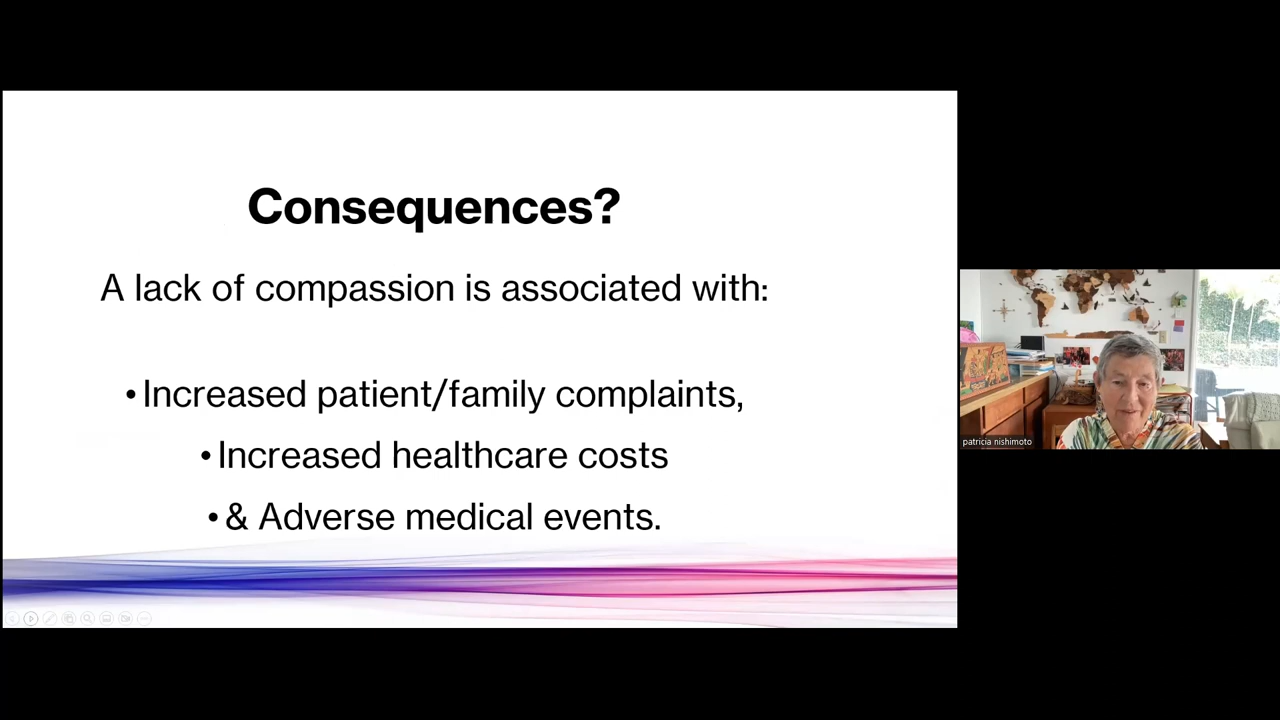 Consequences?
A lack of compassion is associated with:
• Increased patient/family complaints,
• Increased healthcare costs
• & Adverse medical events.
patricia nishimoto